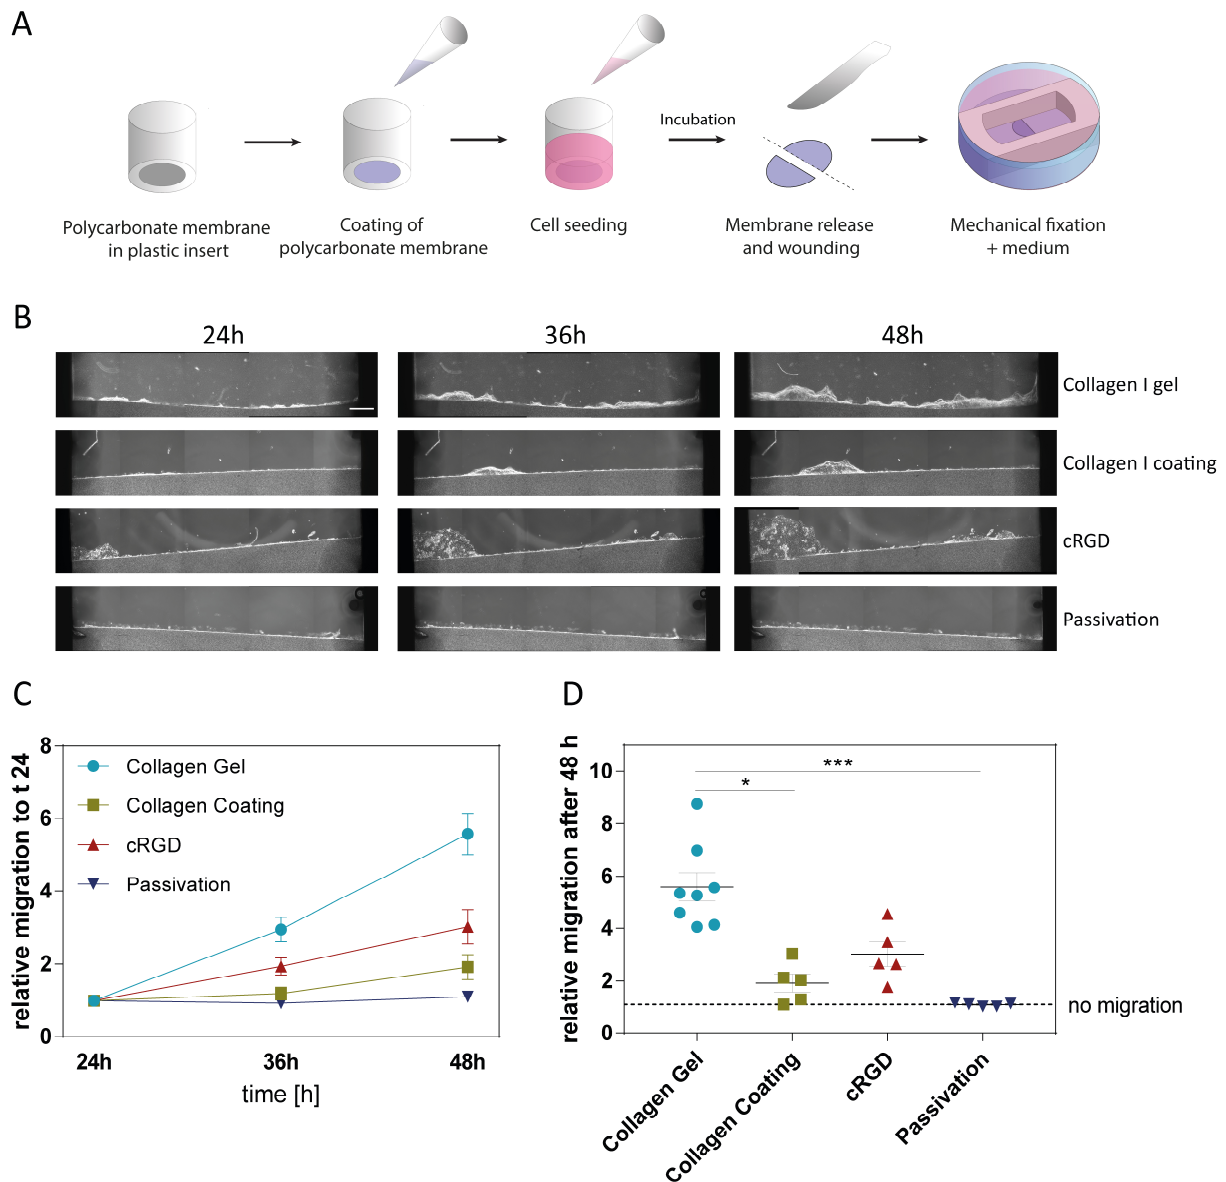 A
Incubation
Polycarbonate membrane
in plastic insert
Coating of
polycarbonate membrane
Cell seeding
Membrane release
and wounding
Mechanical fixation
+ medium
B
24h
36h
48h
Collagen I gel
Collagen I coating
cRGD
Passivation
C
relative migration to t 24
8
6
4
2
0
Collagen Gel
Collagen Coating
cRGD
Passivation
24h
36h
48h
time [h]
D
relative migration after 48 h
10
8
6
4
2
0
***
*
no migration
Collagen Gel
Collagen Coating
cRGD
Passivation